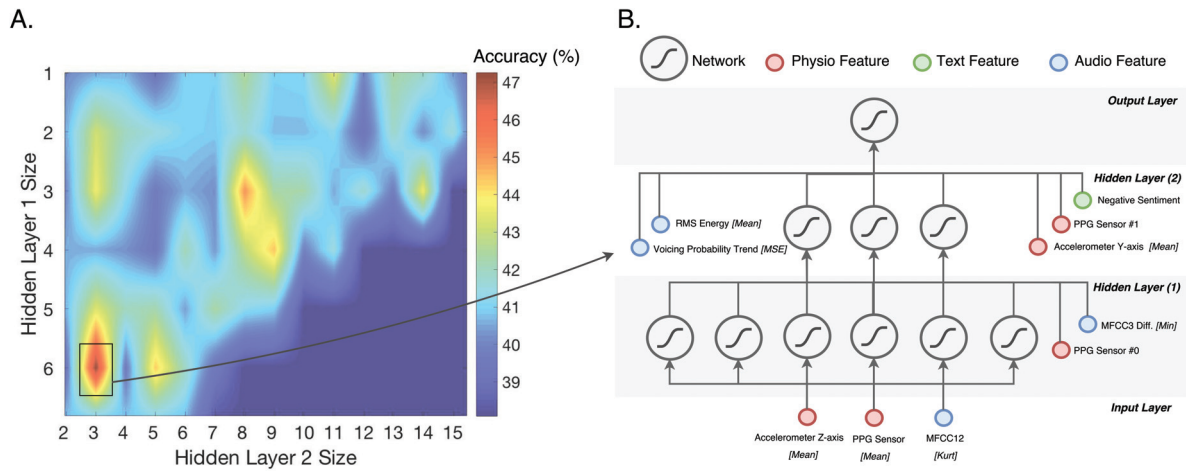 A.
Accuracy (%)
1
2
3
4
5
6
Hidden Layer 1 Size
2 3 4 5 6 7 8 9 10 11 12 13 14 15
Hidden Layer 2 Size
47
46
45
44
43
42
41
40
39
B.
Network Physio Feature Text Feature Audio Feature
Output Layer
Hidden Layer (2)
Negative Sentiment
RMS Energy [Mean]
PPG Sensor #1
Voicing Probability Trend [MSE]
Accelerometer Y-axis [Mean]
Hidden Layer (1)
MFCC3 Diff. [Min]
PPG Sensor #0
Input Layer
Accelerometer Z-axis
[Mean]
PPG Sensor
[Mean]
MFCC12
[Kurt]